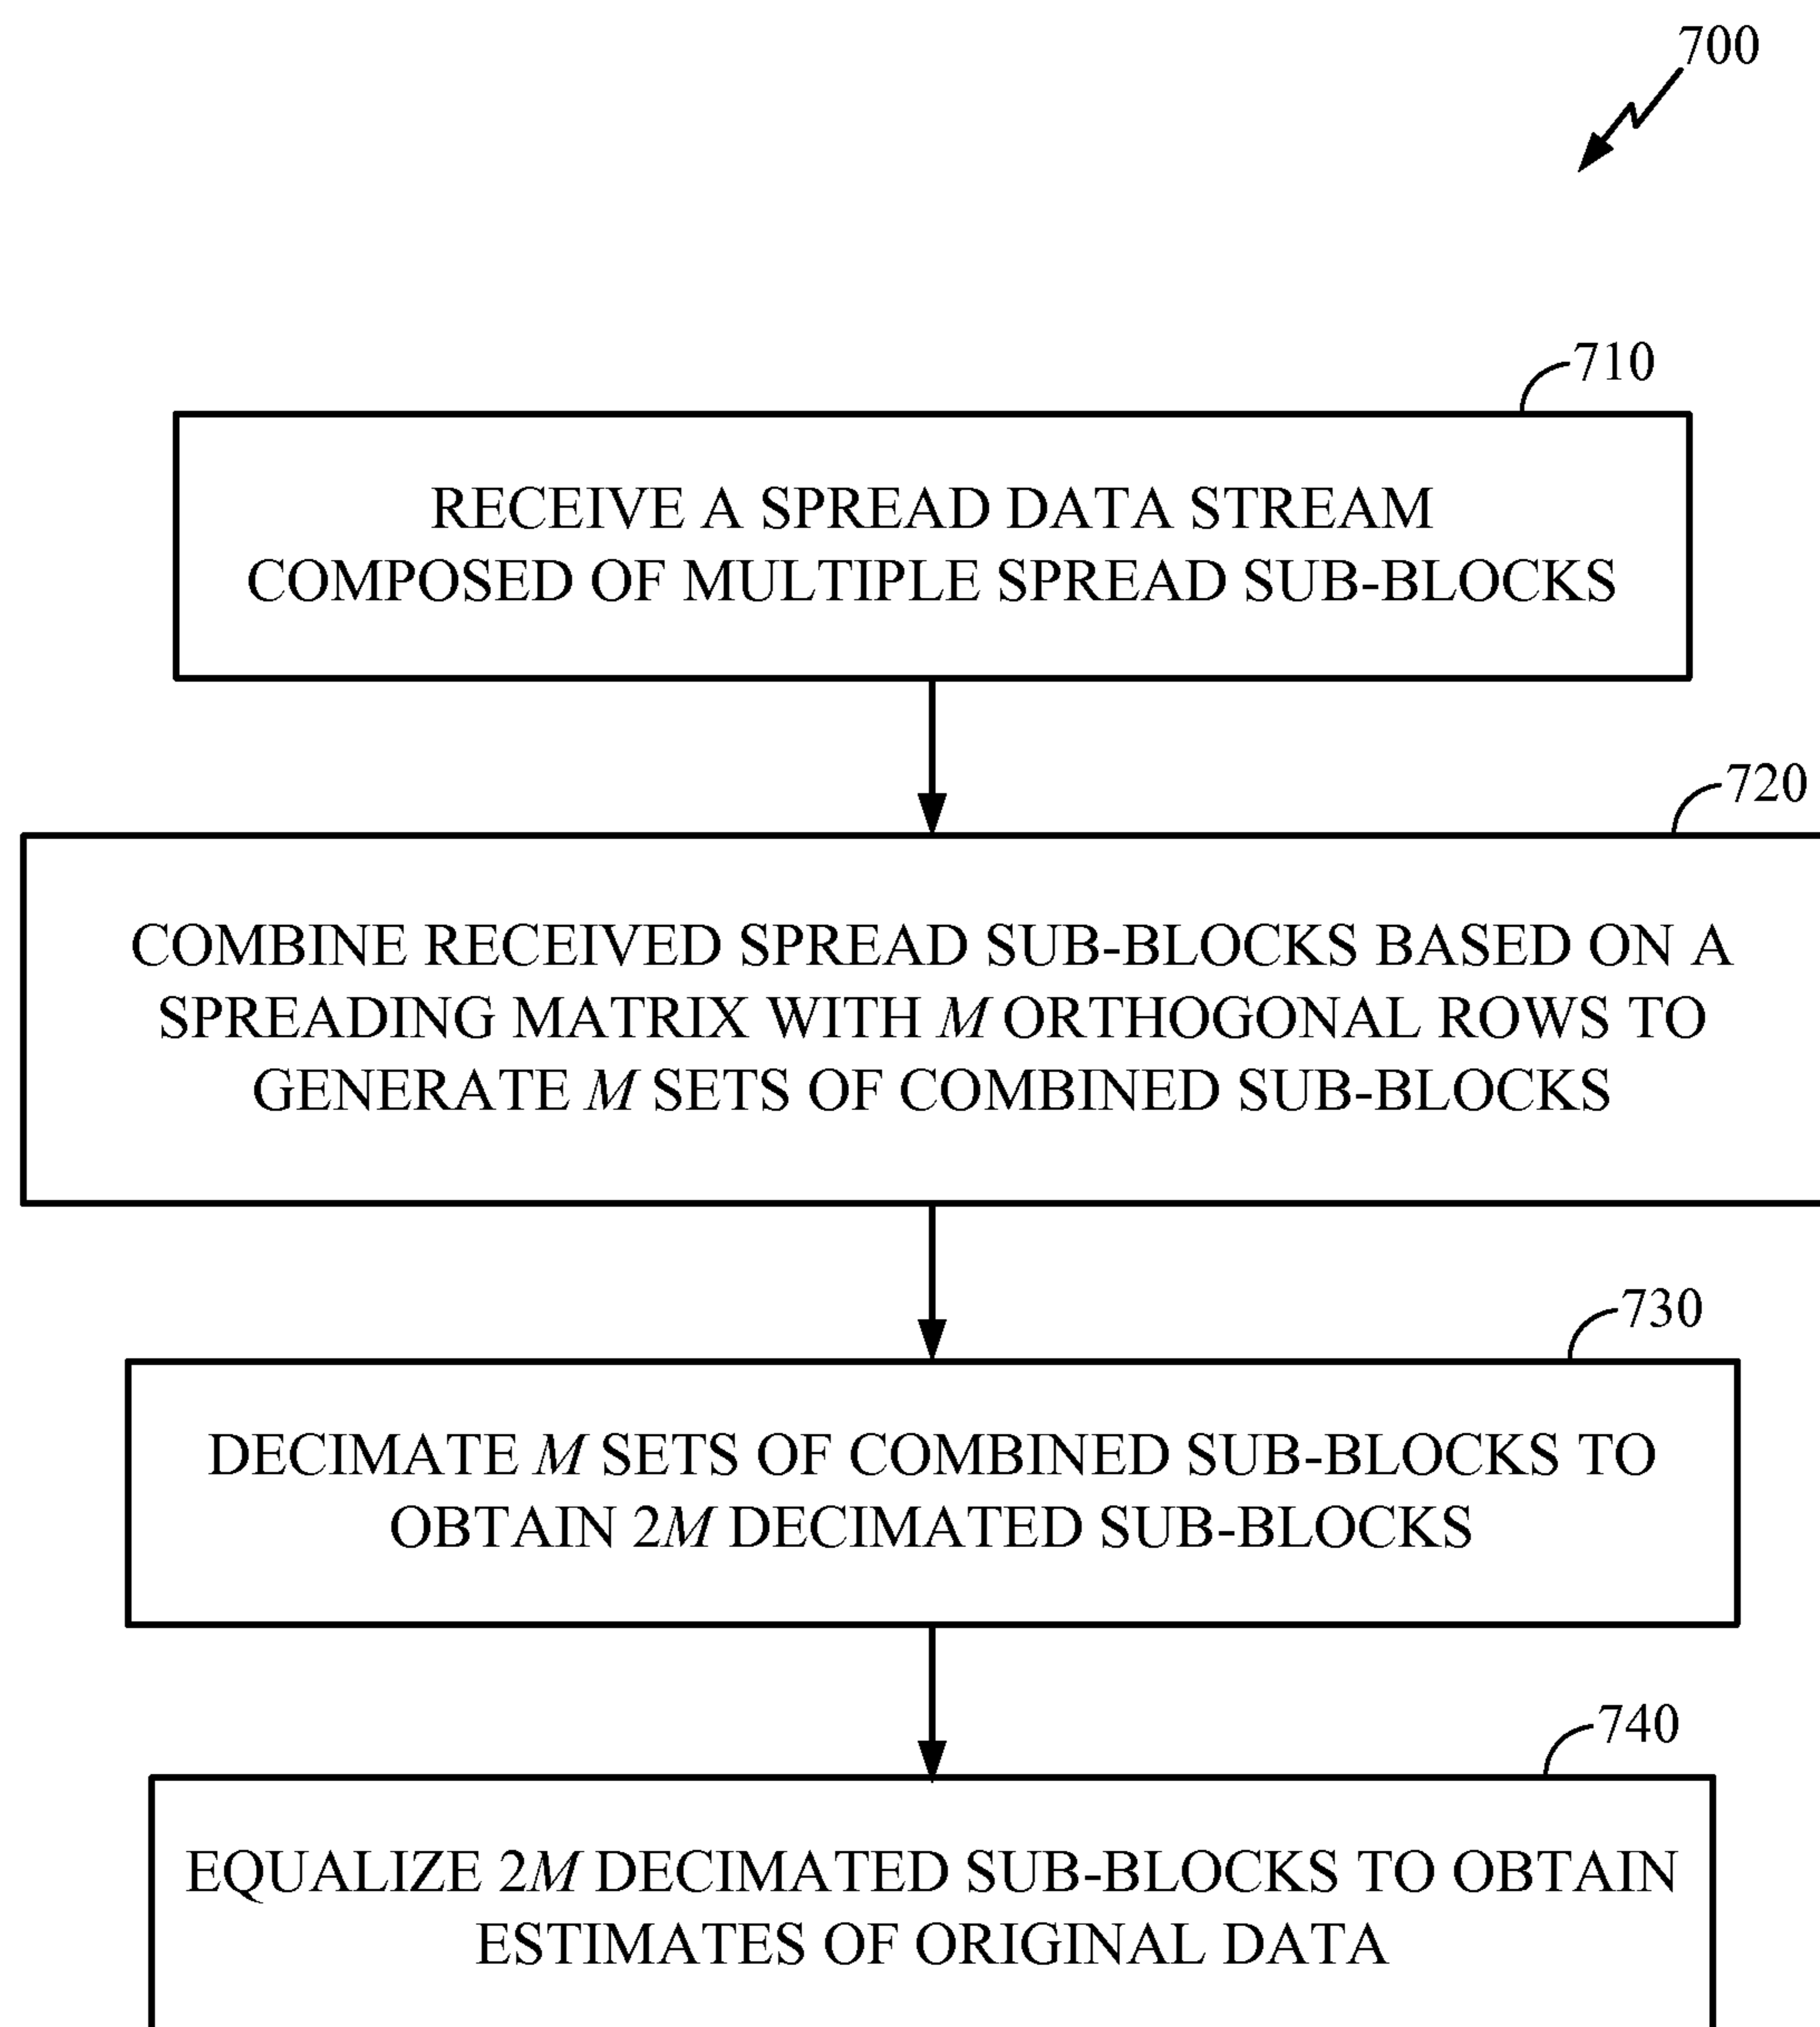 700
710
RECEIVE A SPREAD DATA STREAM
COMPOSED OF MULTIPLE SPREAD SUB-BLOCKS
720
COMBINE RECEIVED SPREAD SUB-BLOCKS BASED ON A
SPREADING MATRIX WITH M ORTHOGONAL ROWS TO
GENERATE M SETS OF COMBINED SUB-BLOCKS
730
DECIMATE M SETS OF COMBINED SUB-BLOCKS TO
OBTAIN 2M DECIMATED SUB-BLOCKS
740
EQUALIZE 2M DECIMATED SUB-BLOCKS TO OBTAIN
ESTIMATES OF ORIGINAL DATA